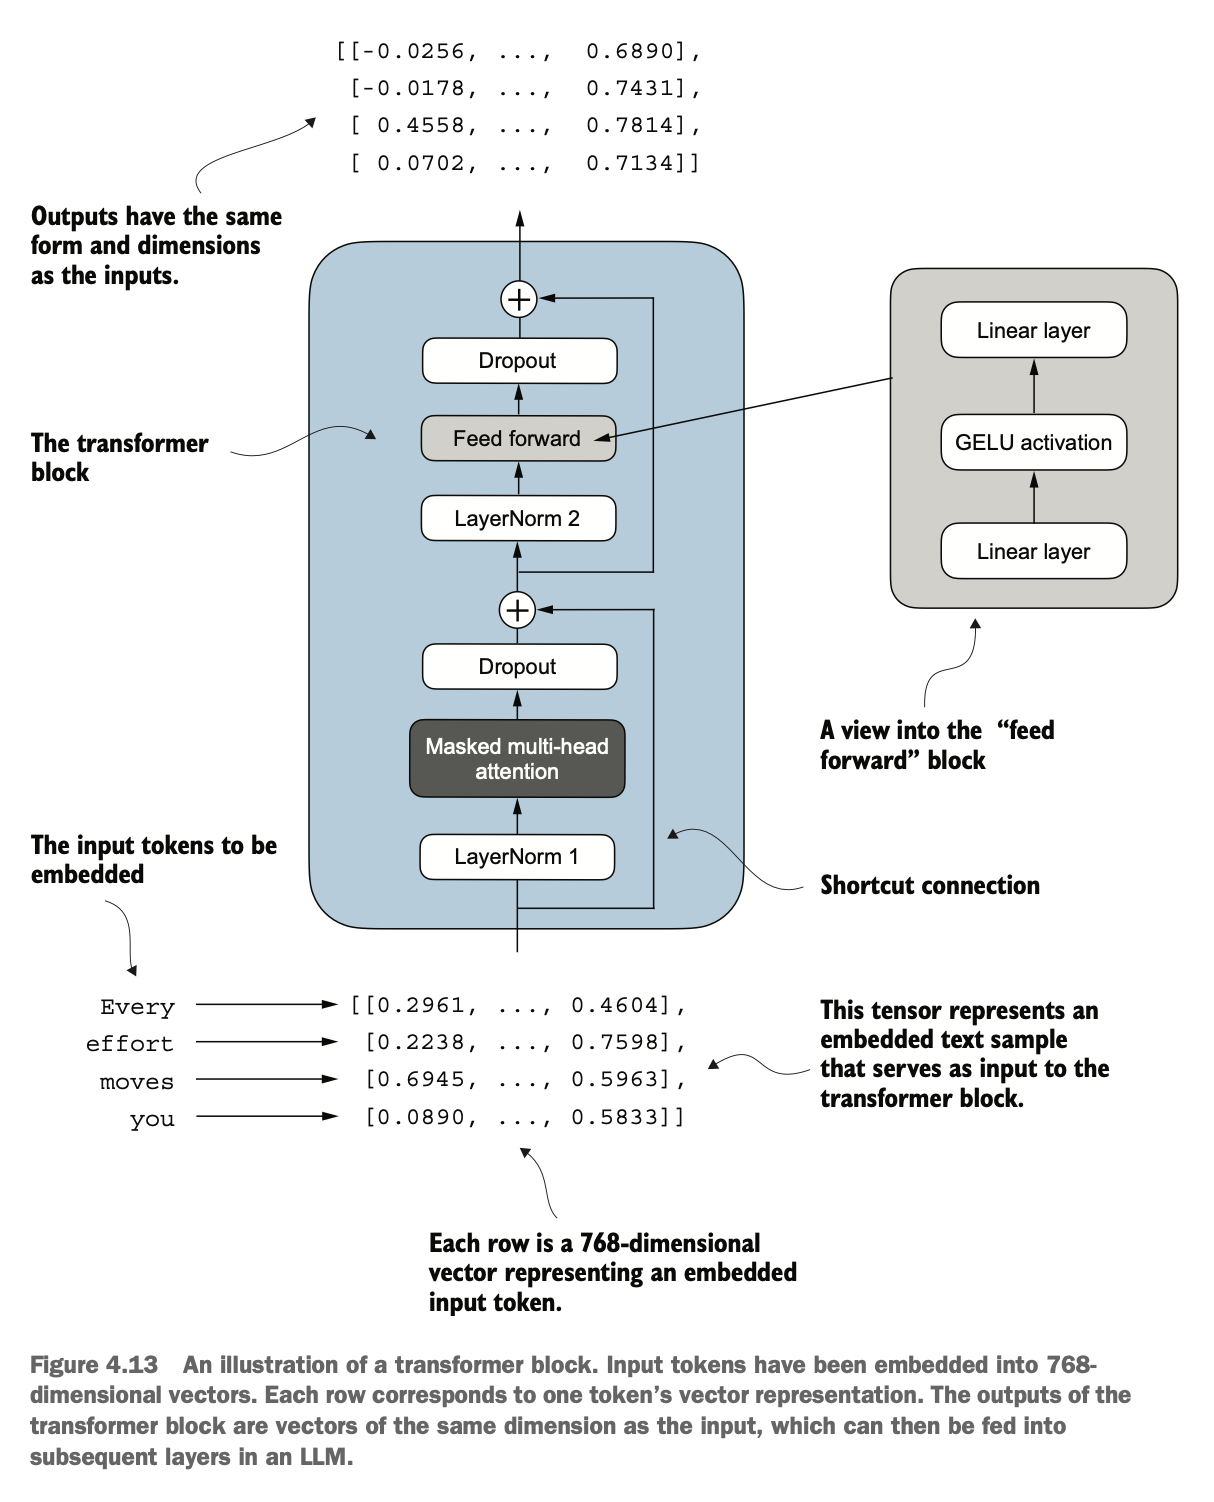 [[-0.0256, ...,  0.6890],
[-0.0178, ...,  0.7431],
[ 0.4558, ...,  0.7814],
[ 0.0702, ...,  0.7134]]
Outputs have the same
form and dimensions
as the inputs.
+
Dropout
Feed forward
LayerNorm 2
+
Dropout
Masked multi-head
attention
LayerNorm 1
The transformer
block
Linear layer
GELU activation
Linear layer
A view into the “feed
forward” block
Shortcut connection
The input tokens to be
embedded
Every [[0.2961, ..., 0.4604],
effort [0.2238, ..., 0.7598],
moves [0.6945, ..., 0.5963],
you [0.0890, ..., 0.5833]]
This tensor represents an
embedded text sample
that serves as input to the
transformer block.
Each row is a 768-dimensional
vector representing an embedded
input token.
Figure 4.13 An illustration of a transformer block. Input tokens have been embedded into 768-
dimensional vectors. Each row corresponds to one token’s vector representation. The outputs of the
transformer block are vectors of the same dimension as the input, which can then be fed into
subsequent layers in an LLM.